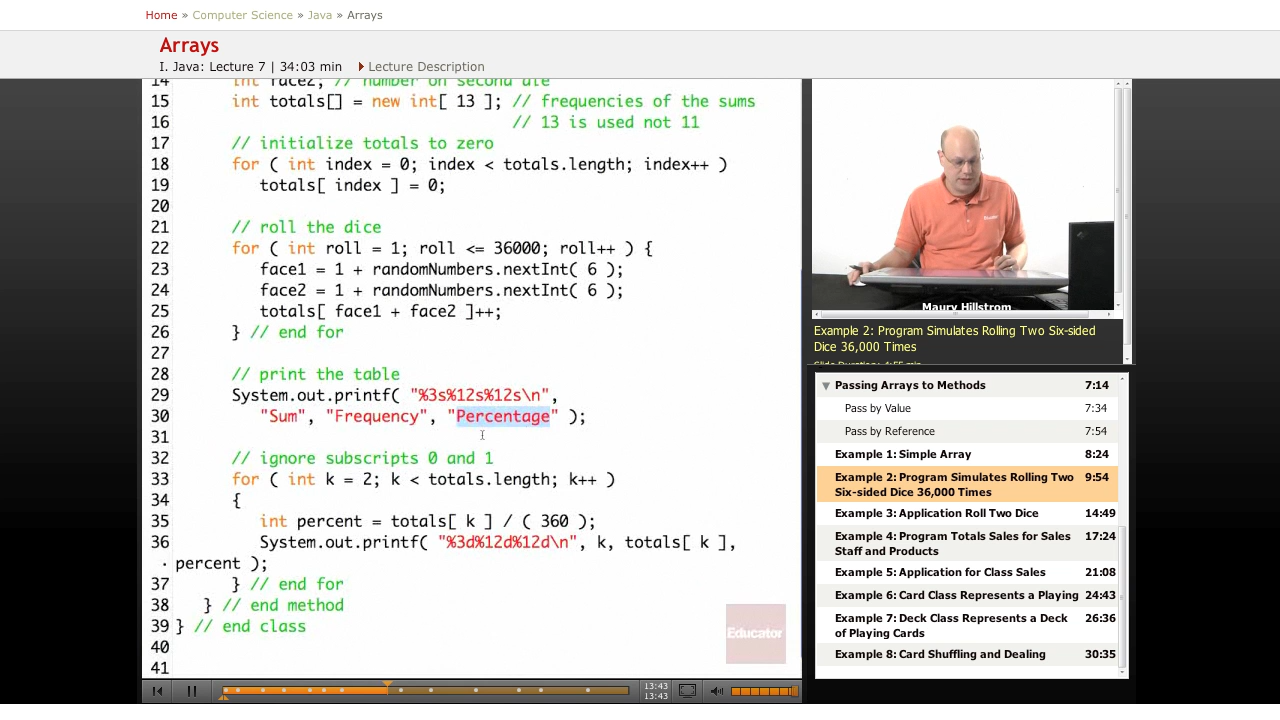 Home » Computer Science » Java » Arrays
Arrays
I. Java: Lecture 7 | 34:03 min
Lecture Description
14 int face2; // number on second die
15 int totals[] = new int[ 13 ]; // frequencies of the sums
16 // 13 is used not 11
17 // initialize totals to zero
18 for ( int index = 0; index < totals.length; index++ )
19 totals[ index ] = 0;
20
21 // roll the dice
22 for ( int roll = 1; roll <= 36000; roll++ ) {
23 face1 = 1 + randomNumbers.nextInt( 6 );
24 face2 = 1 + randomNumbers.nextInt( 6 );
25 totals[ face1 + face2 ]++;
26 } // end for
27
28 // print the table
29 System.out.printf( "%3s%12s%12s\n",
30 "Sum", "Frequency", "Percentage" );
31
32 // ignore subscripts 0 and 1
33 for ( int k = 2; k < totals.length; k++ )
34 {
35 int percent = totals[ k ] / ( 360 );
36 System.out.printf( "%3d%12d%12d\n", k, totals[ k ],
· percent );
37 } // end for
38 } // end method
39 } // end class
40
41
Educator
13:43
13:43
Maury Hillstrom
Example 2: Program Simulates Rolling Two Six-sided
Dice 36,000 Times
Passing Arrays to Methods 7:14
Pass by Value 7:34
Pass by Reference 7:54
Example 1: Simple Array 8:24
Example 2: Program Simulates Rolling Two 9:54
Six-sided Dice 36,000 Times
Example 3: Application Roll Two Dice 14:49
Example 4: Program Totals Sales for Sales 17:24
Staff and Products
Example 5: Application for Class Sales 21:08
Example 6: Card Class Represents a Playing 24:43
Example 7: Deck Class Represents a Deck 26:36
of Playing Cards
Example 8: Card Shuffling and Dealing 30:35